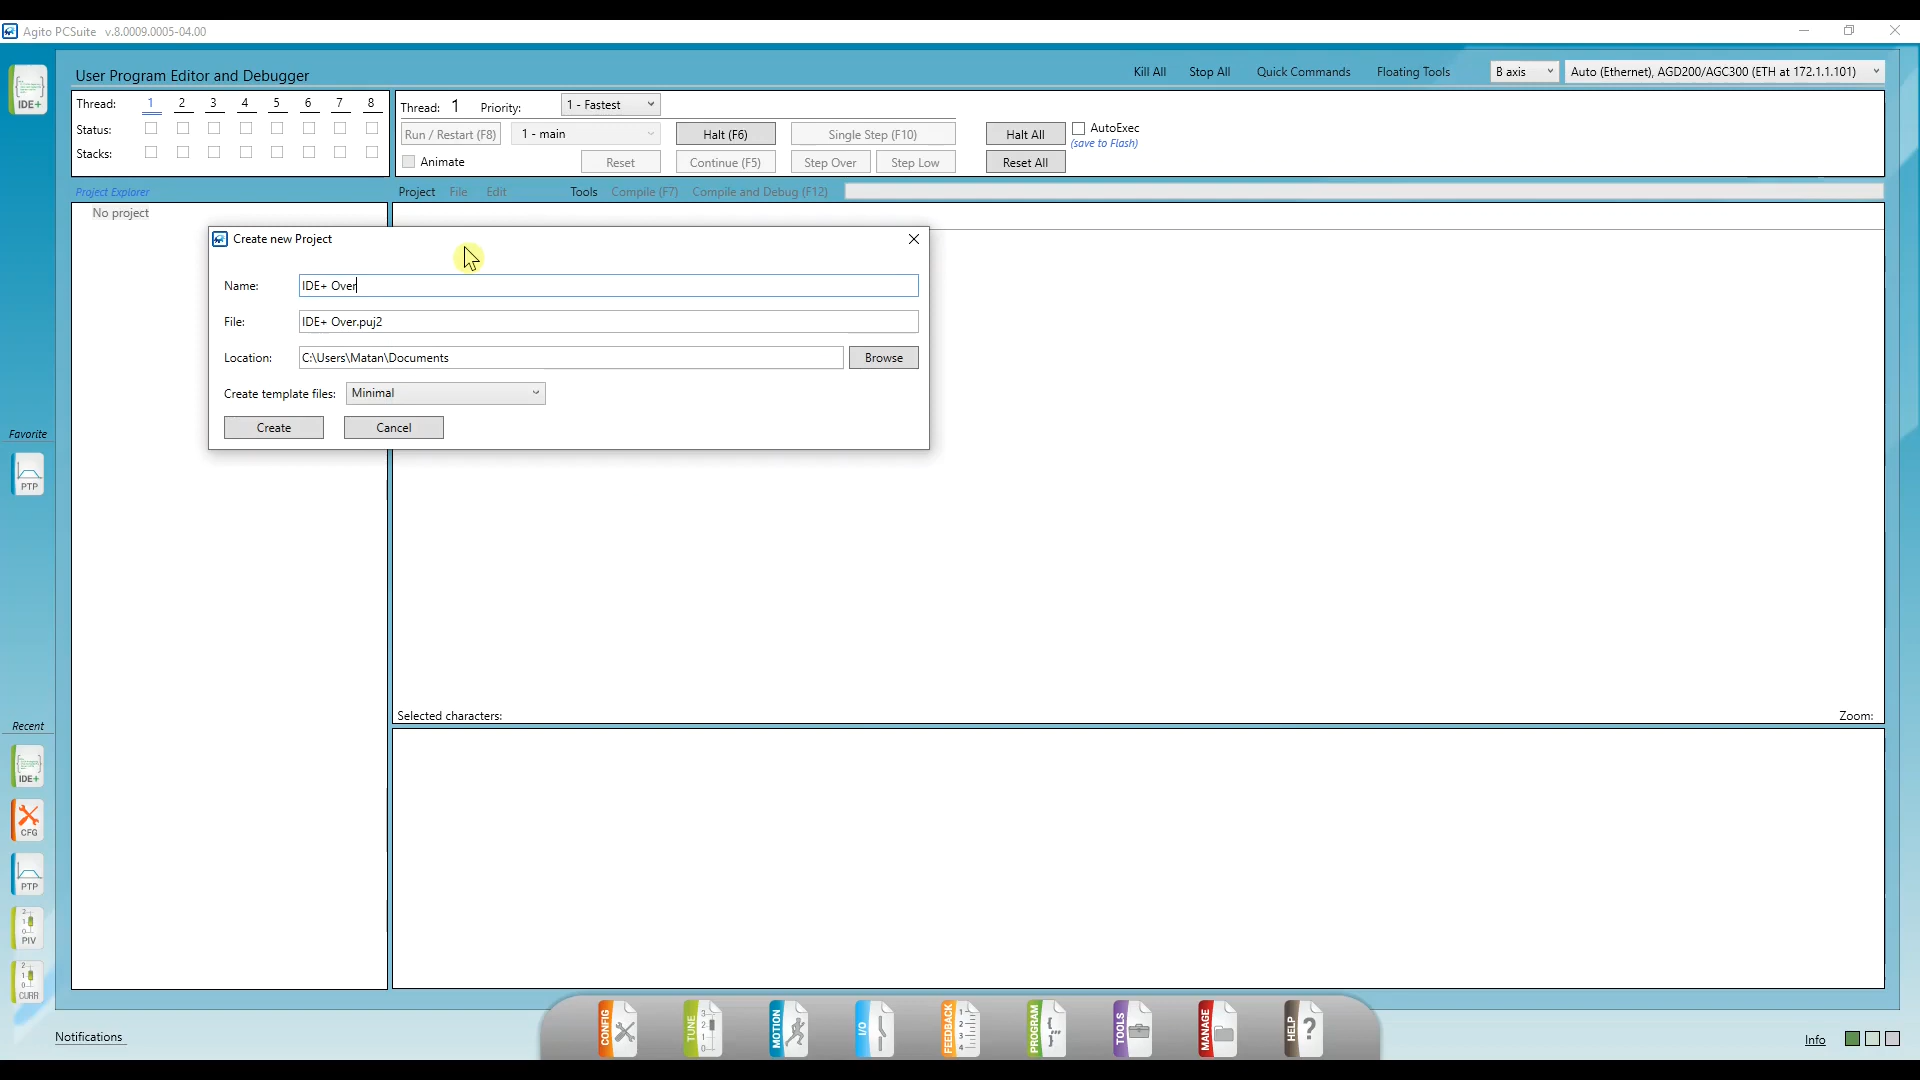 Agito PCSuite v.8.0009.0005-04.00
IDE+
User Program Editor and Debugger
Kill All Stop All Quick Commands Floating Tools B axis Auto (Ethernet), AGD200/AGC300 (ETH at 172.1.1.101)
Thread: 1 2 3 4 5 6 7 8
Status:
Stacks:
Thread: 1 Priority: 1 - Fastest
Run / Restart (F8) 1 - main Halt (F6) Single Step (F10) Halt All AutoExec
(save to Flash)
Animate Reset Continue (F5) Step Over Step Low Reset All
Project Explorer Project File Edit Tools Compile (F7) Compile and Debug (F12)
No project
Create new Project
Name: IDE+ Over
File: IDE+ Over.puj2
Location: C:\Users\Matan\Documents Browse
Create template files: Minimal
Create Cancel
Favorite
PTP
Selected characters: Zoom:
Recent
IDE+
CFG
PTP
PIV
CURR
CONFIG TUNE MOTION I/O FEEDBACK PROGRAM TOOLS MANAGE HELP
Notifications
Info